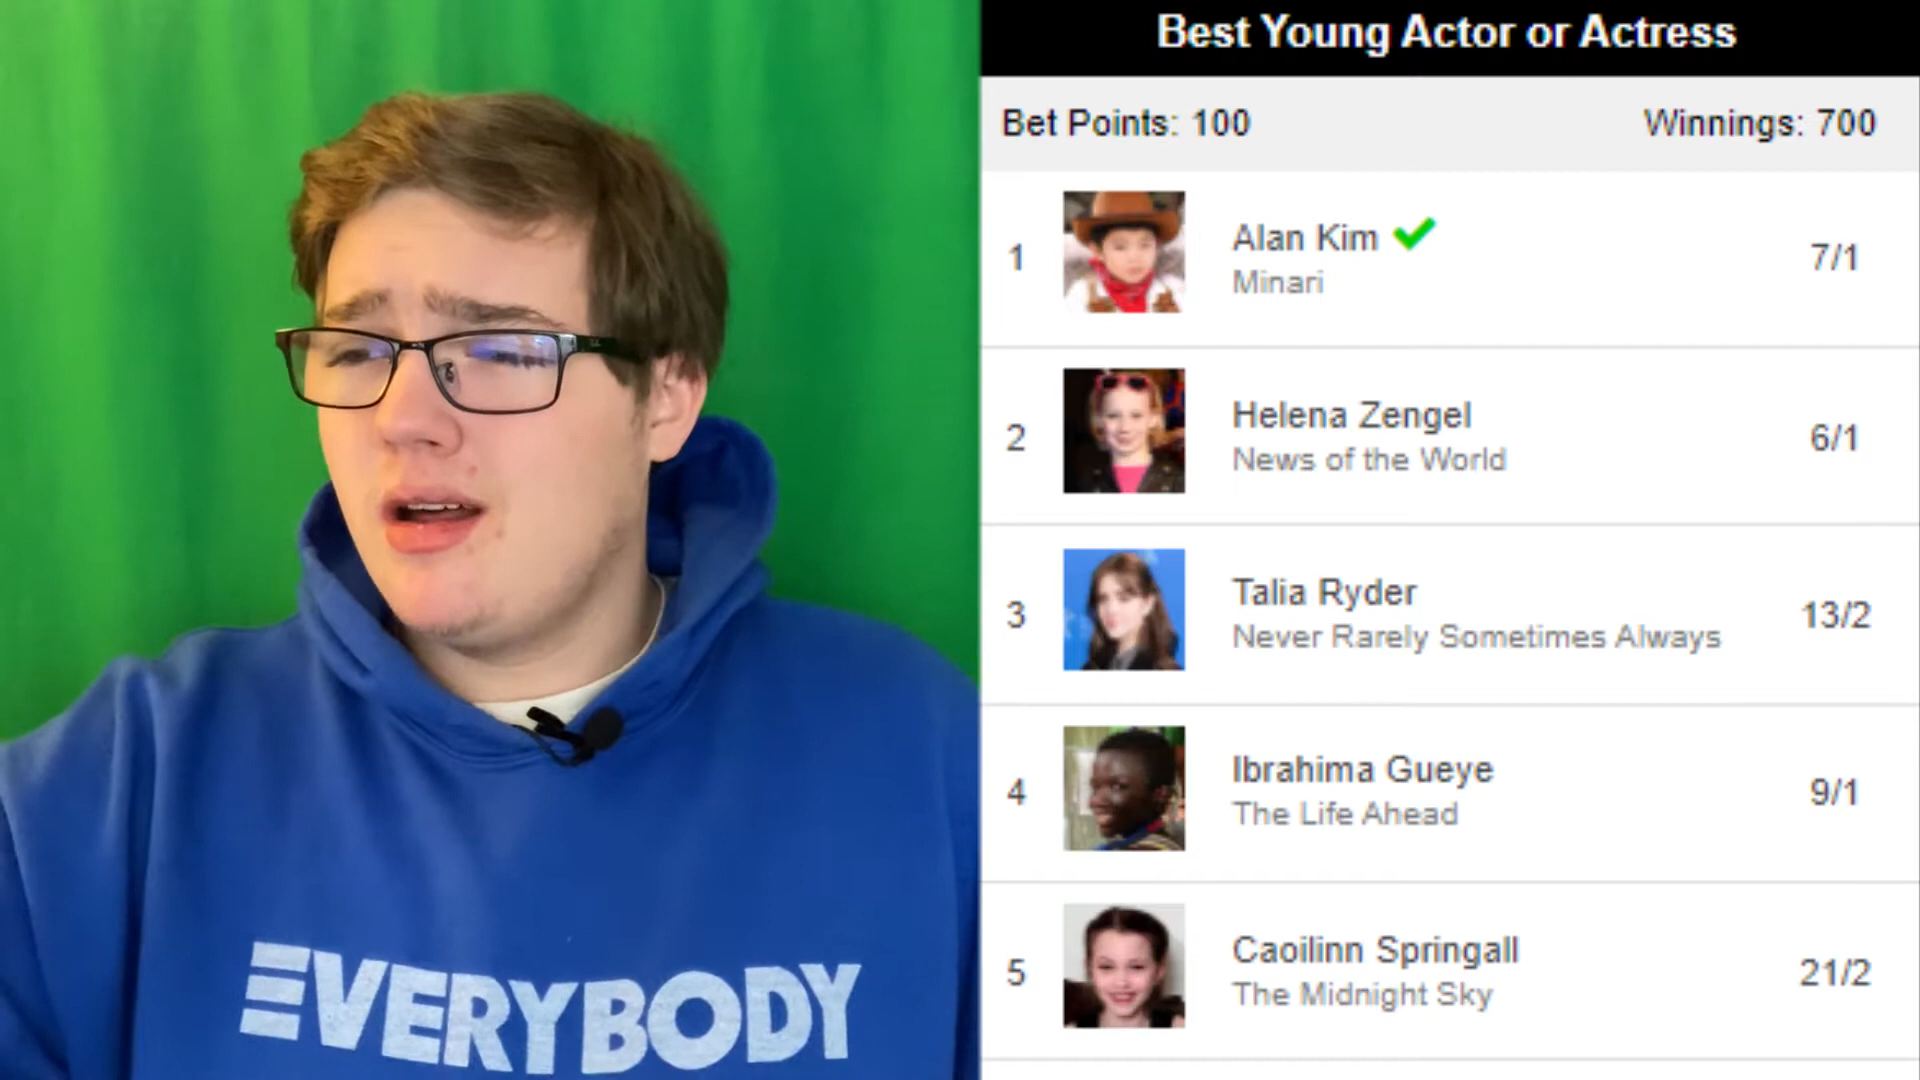 Best Young Actor or Actress
Bet Points: 100 Winnings: 700
1 Alan Kim 7/1
Minari
2 Helena Zengel 6/1
News of the World
3 Talia Ryder 13/2
Never Rarely Sometimes Always
4 Ibrahima Gueye 9/1
The Life Ahead
5 Caoilinn Springall 21/2
The Midnight Sky
EVERYBODY